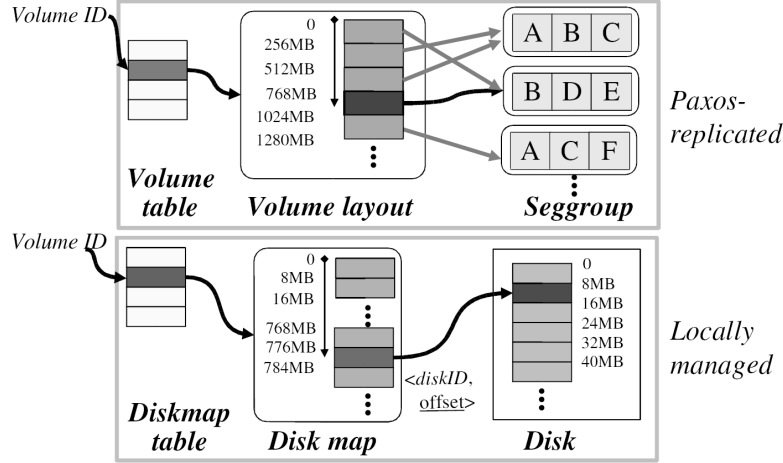 Volume ID
0
256MB
512MB
768MB
1024MB
1280MB
A B C
B D E
A C F
Paxos-
replicated
Volume
table
Volume layout
Seggroup
Volume ID
0
8MB
16MB
768MB
776MB
784MB
<diskID,
offset>
0
8MB
16MB
24MB
32MB
40MB
Locally
managed
Diskmap
table
Disk map
Disk